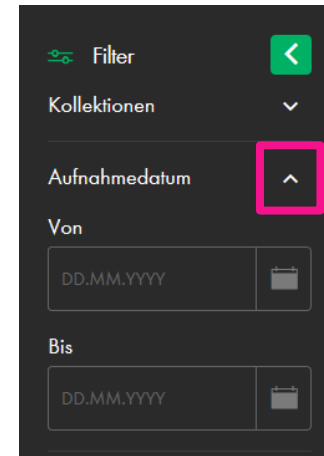 Filter
Kollektionen
Aufnahmedatum
Von
DD.MM.YYYY
Bis
DD.MM.YYYY